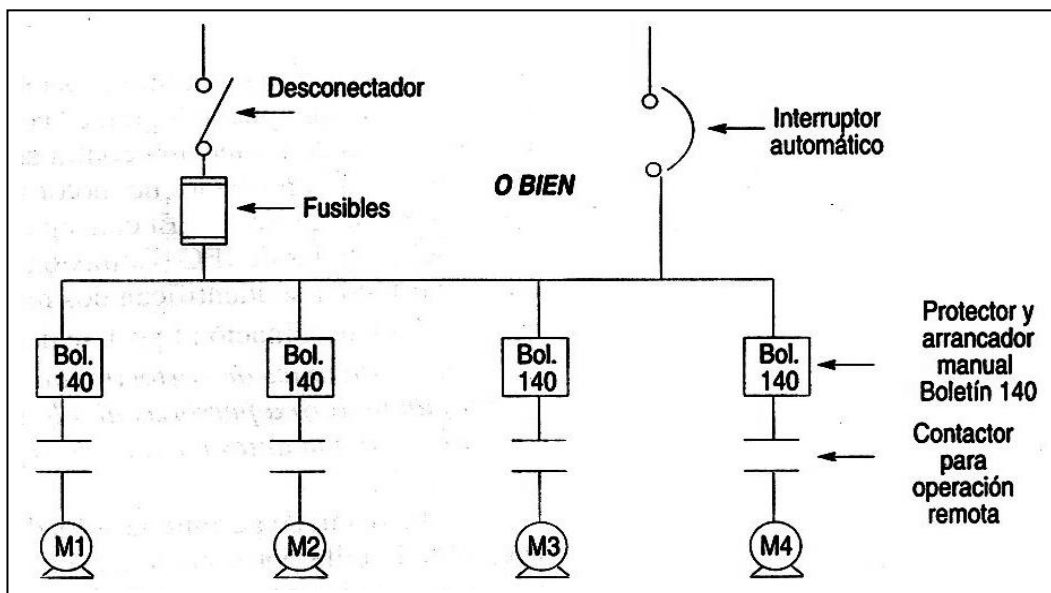 Desconectador
Fusibles
O BIEN
Interruptor
automático
Bol.
140
Bol.
140
Bol.
140
Bol.
140
Protector y
arrancador
manual
Boletín 140
Contactor
para
operación
remota
M1
M2
M3
M4